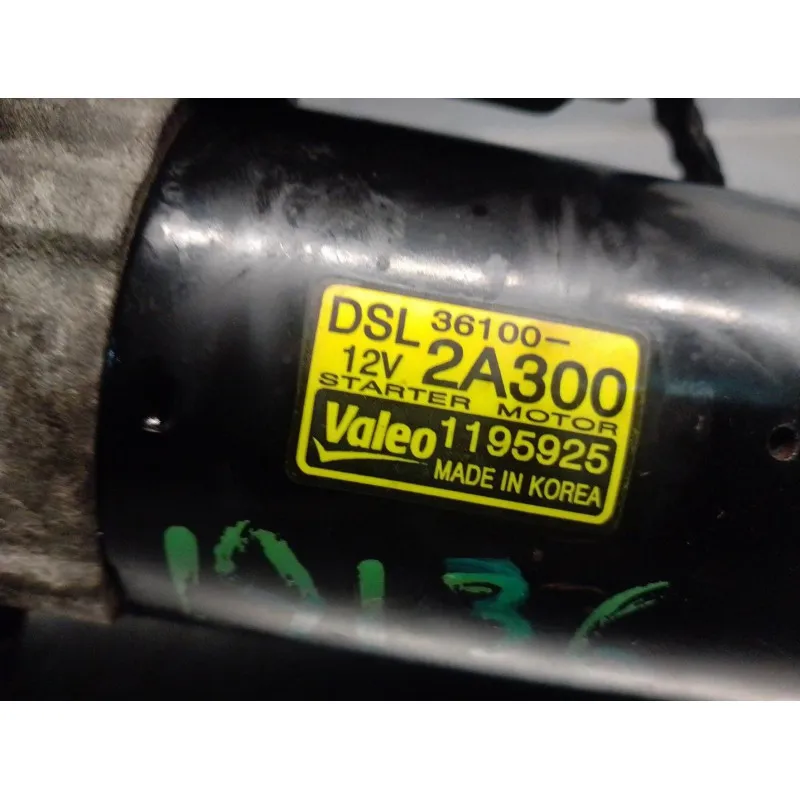 DSL 36100-
12V 2A300
STARTER MOTOR
Valeo 1195925
MADE IN KOREA